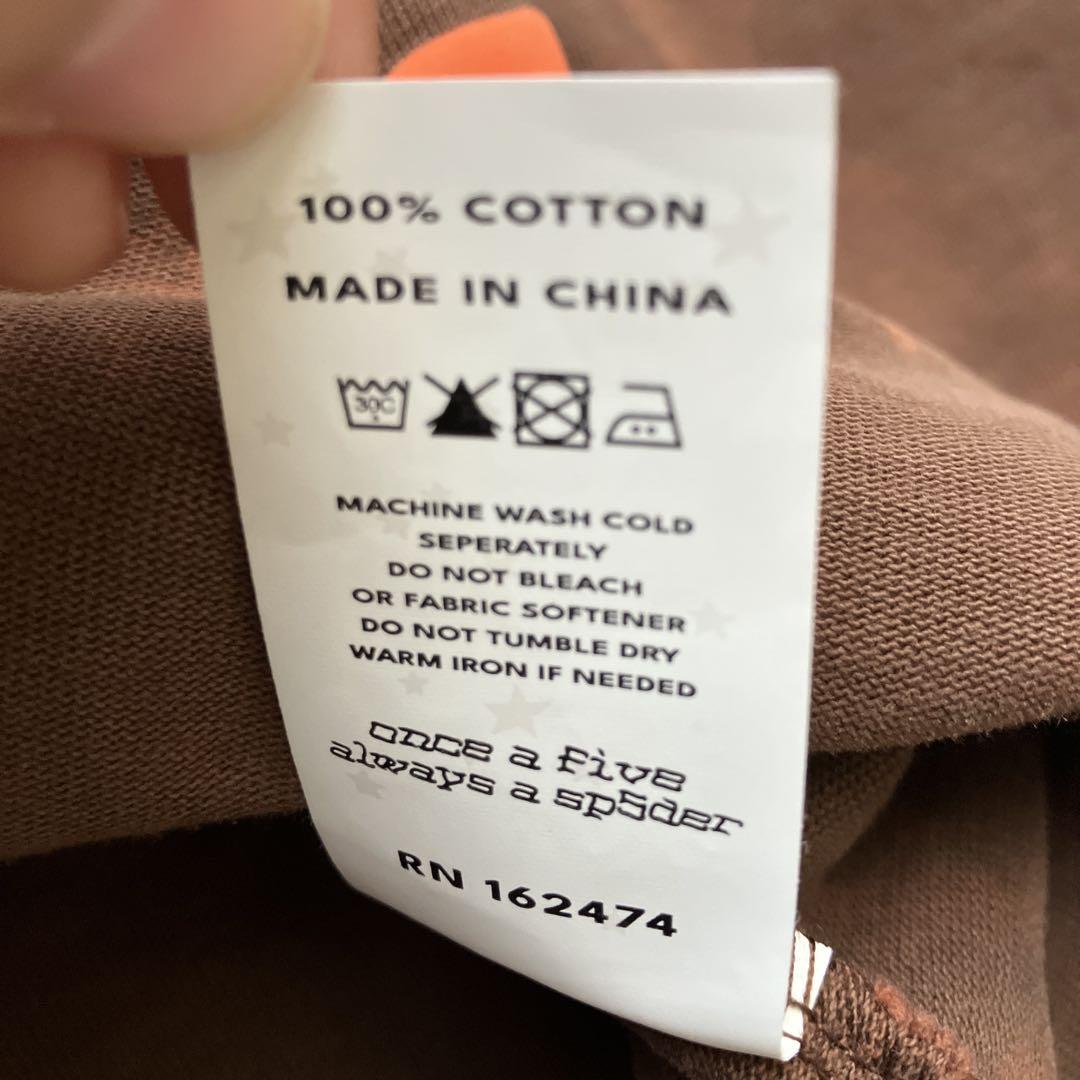 100% COTTON
MADE IN CHINA
30C
MACHINE WASH COLD
SEPERATELY
DO NOT BLEACH
OR FABRIC SOFTENER
DO NOT TUMBLE DRY
WARM IRON IF NEEDED
once a five
always a sp5der
RN 162474